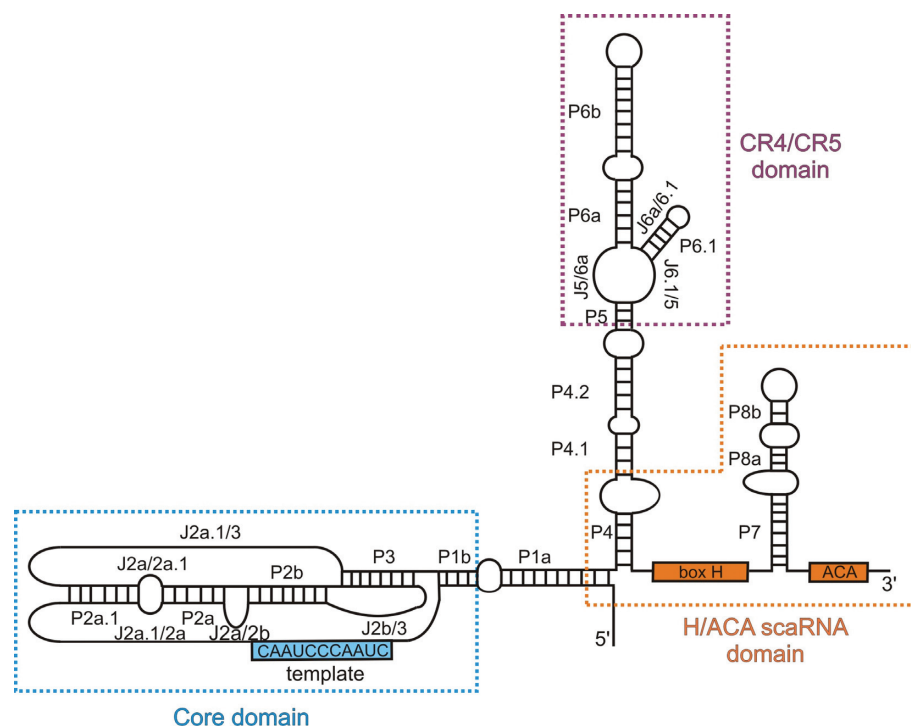 P6b
CR4/CR5
domain
P6a
J6a/6.1
P6.1
J5/6a
J6.1/5
P5
P4.2
P8b
P4.1
P8a
P4
P7
J2a.1/3
J2a/2a.1
P2b
P3
P1b
P1a
box H
ACA
3'
P2a.1
P2a
J2a.1/2a
J2a/2b
J2b/3
5'
CAAUCCCAAUC
template
H/ACA scaRNA
domain
Core domain